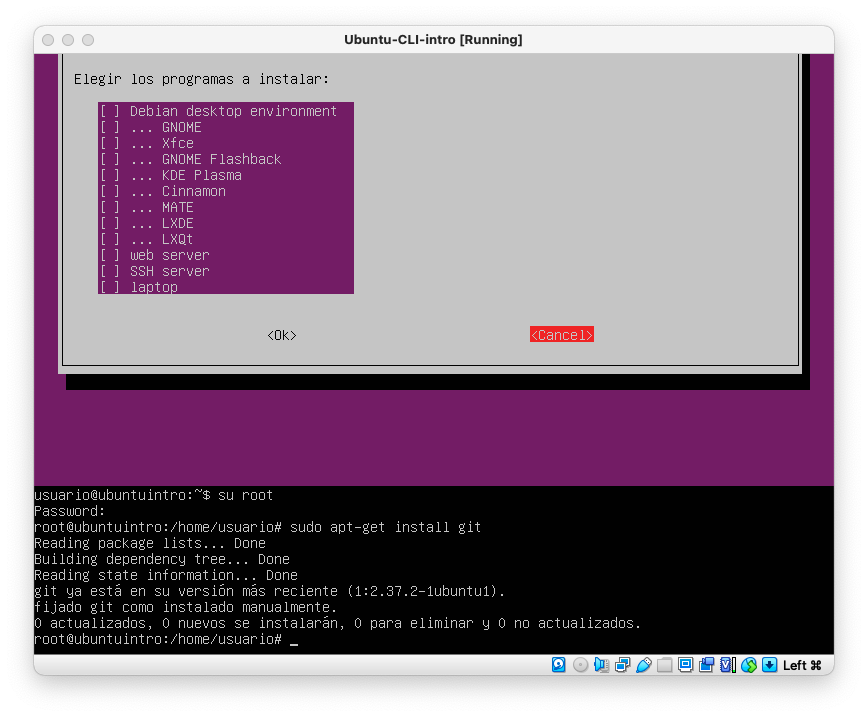 Ubuntu-CLI-intro [Running]
Elegir los programas a instalar:
[ ] Debian desktop environment
[ ] ... GNOME
[ ] ... Xfce
[ ] ... GNOME Flashback
[ ] ... KDE Plasma
[ ] ... Cinnamon
[ ] ... MATE
[ ] ... LXDE
[ ] ... LXQt
[ ] web server
[ ] SSH server
[ ] laptop
<Ok> <Cancel>
usuario@ubuntuintro:~$ su root
Password:
root@ubuntuintro:/home/usuario# sudo apt-get install git
Reading package lists... Done
Building dependency tree... Done
Reading state information... Done
git ya está en su versión más reciente (1:2.37.2-1ubuntu1).
fijado git como instalado manualmente.
0 actualizados, 0 nuevos se instalarán, 0 para eliminar y 0 no actualizados.
root@ubuntuintro:/home/usuario# _
Left ⌘